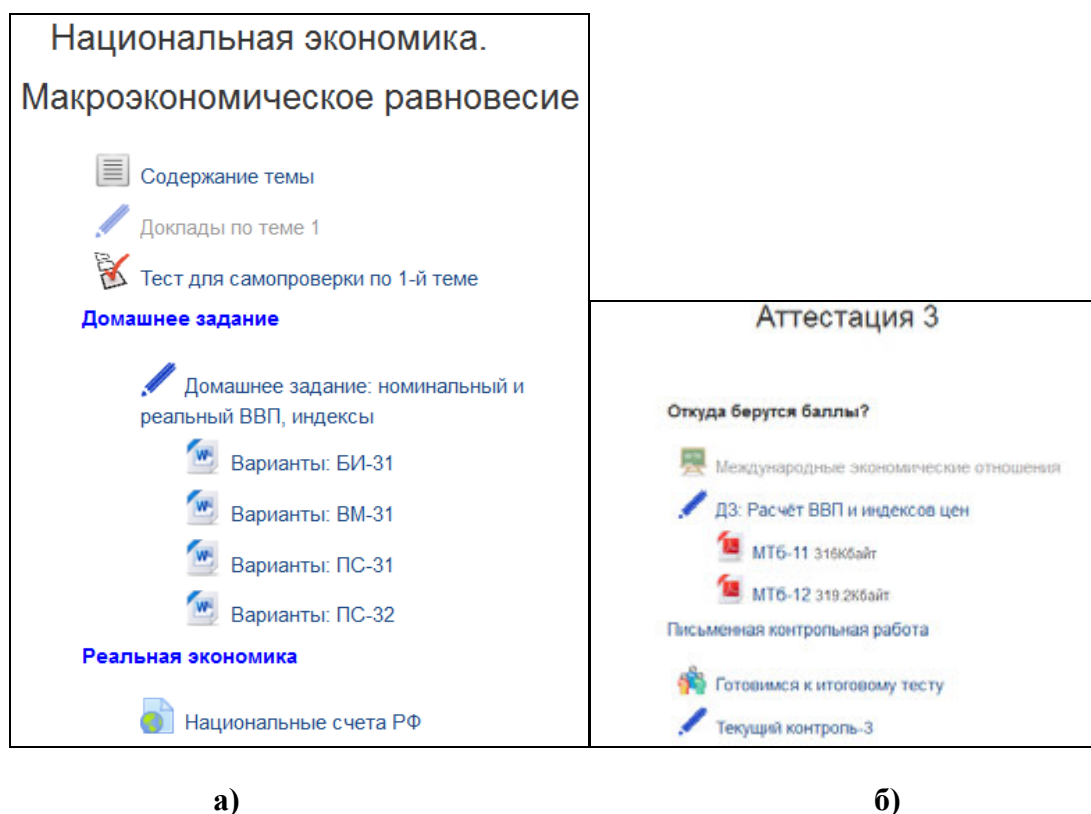 Национальная экономика.
Макроэкономическое равновесие
Содержание темы
Доклады по теме 1
Тест для самопроверки по 1-й теме
Домашнее задание
Домашнее задание: номинальный и
реальный ВВП, индексы
Варианты: БИ-31
Варианты: ВМ-31
Варианты: ПС-31
Варианты: ПС-32
Реальная экономика
Национальные счета РФ
а)
Аттестация 3
Откуда берутся баллы?
Международные экономические отношения
ДЗ: Расчёт ВВП и индексов цен
МТб-11 316Кбайт
МТб-12 319.2Кбайт
Письменная контрольная работа
Готовимся к итоговому тесту
Текущий контроль-3
б)